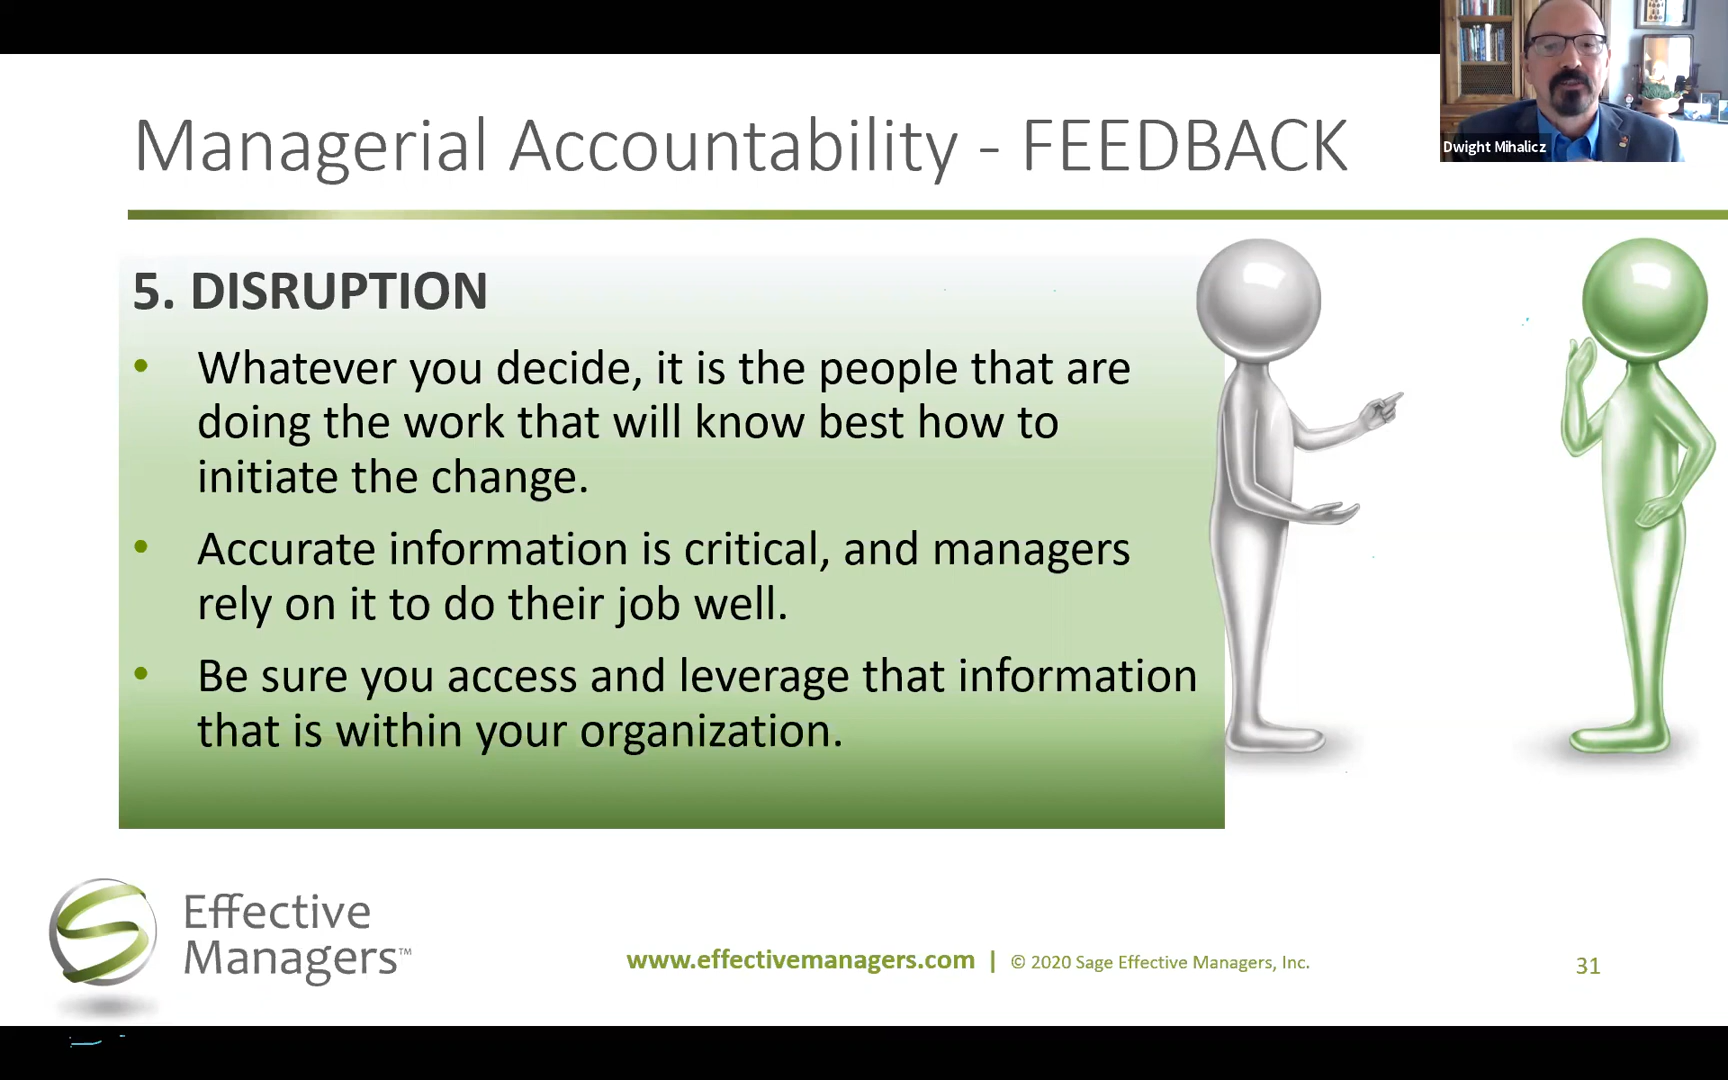 Dwight Mihalicz
Managerial Accountability - FEEDBACK
5. DISRUPTION
• Whatever you decide, it is the people that are
doing the work that will know best how to
initiate the change.
• Accurate information is critical, and managers
rely on it to do their job well.
• Be sure you access and leverage that information
that is within your organization.
Effective
Managers™
www.effectivemanagers.com | © 2020 Sage Effective Managers, Inc.
31